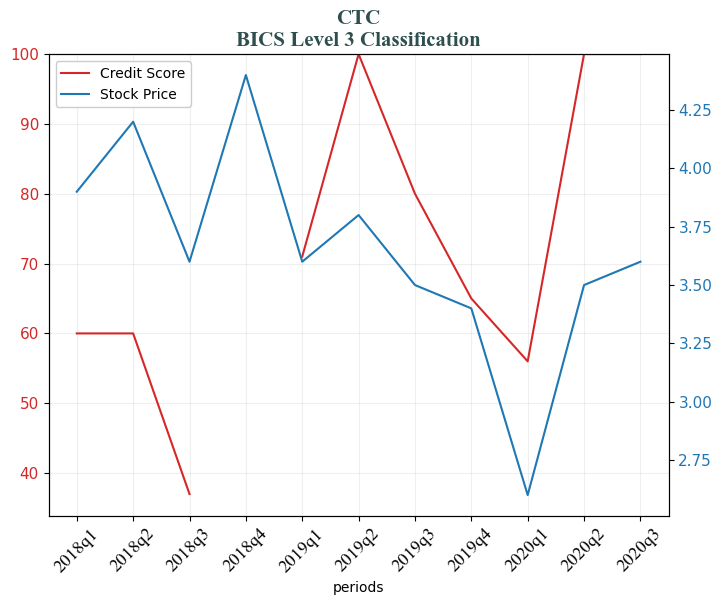 CTC
BICS Level 3 Classification
Credit Score
Stock Price
100
90
80
70
60
50
40
4.25
4.00
3.75
3.50
3.25
3.00
2.75
2018q1
2018q2
2018q3
2018q4
2019q1
2019q2
2019q3
2019q4
2020q1
2020q2
2020q3
periods